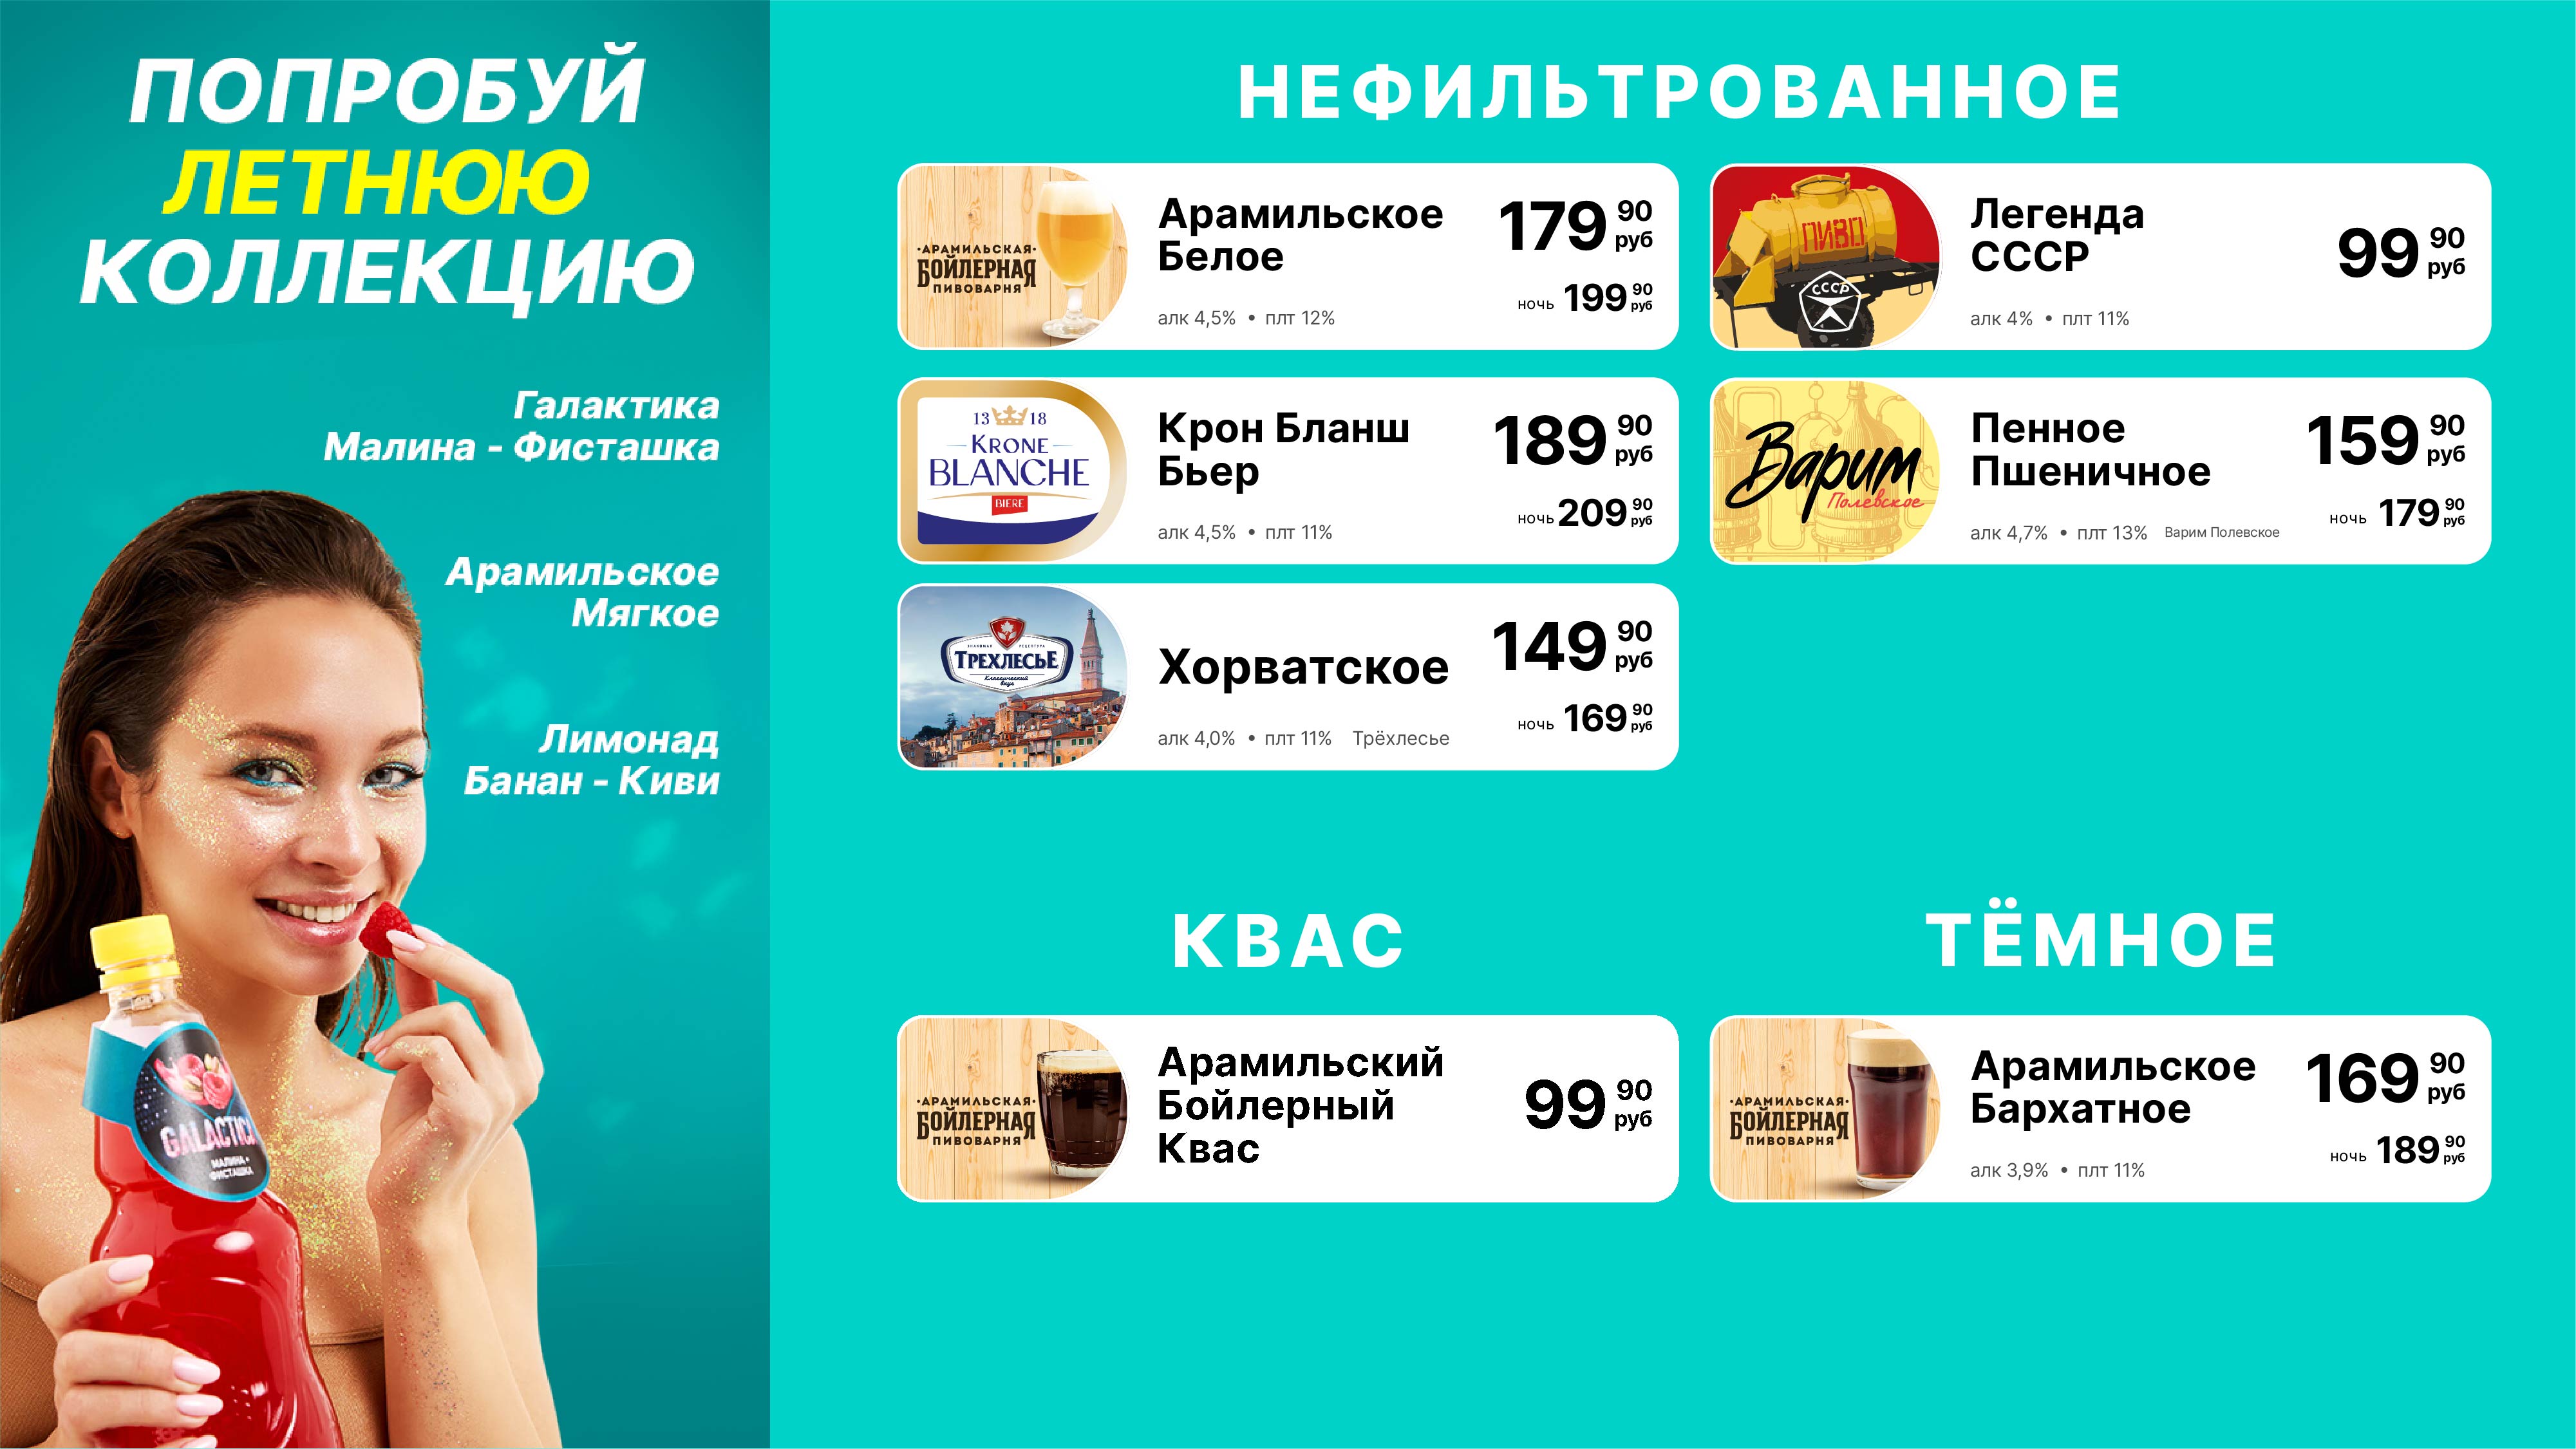 ПОПРОБУЙ
ЛЕТНЮЮ
КОЛЛЕКЦИЮ
Галактика
Малина - Фисташка
Арамильское
Мягкое
Лимонад
Банан - Киви
GALACTICA
МАЛИНА •
ФИСТАШКА
НЕФИЛЬТРОВАННОЕ
·АРАМИЛЬСКАЯ·
БОЙЛЕРНАЯ
ПИВОВАРНЯ
Арамильское
Белое
алк 4,5% • плт 12%
179 90 руб
ночь 199 90 руб
ПИВО
СССР
Легенда
СССР
алк 4% • плт 11%
99 90 руб
13 18
KRONE
BLANCHE
BIERE
Крон Бланш
Бьер
алк 4,5% • плт 11%
189 90 руб
ночь 209 90 руб
Варим
Полевское
Пенное
Пшеничное
алк 4,7% • плт 13% Варим Полевское
159 90 руб
ночь 179 90 руб
ЗНАКОМАЯ РЕЦЕПТУРА
ТРЕХЛЕСЬЕ
Классический
вкус
Хорватское
алк 4,0% • плт 11% Трёхлесье
149 90 руб
ночь 169 90 руб
КВАС
·АРАМИЛЬСКАЯ·
БОЙЛЕРНАЯ
ПИВОВАРНЯ
Арамильский
Бойлерный
Квас
99 90 руб
ТЁМНОЕ
·АРАМИЛЬСКАЯ·
БОЙЛЕРНАЯ
ПИВОВАРНЯ
Арамильское
Бархатное
алк 3,9% • плт 11%
169 90 руб
ночь 189 90 руб